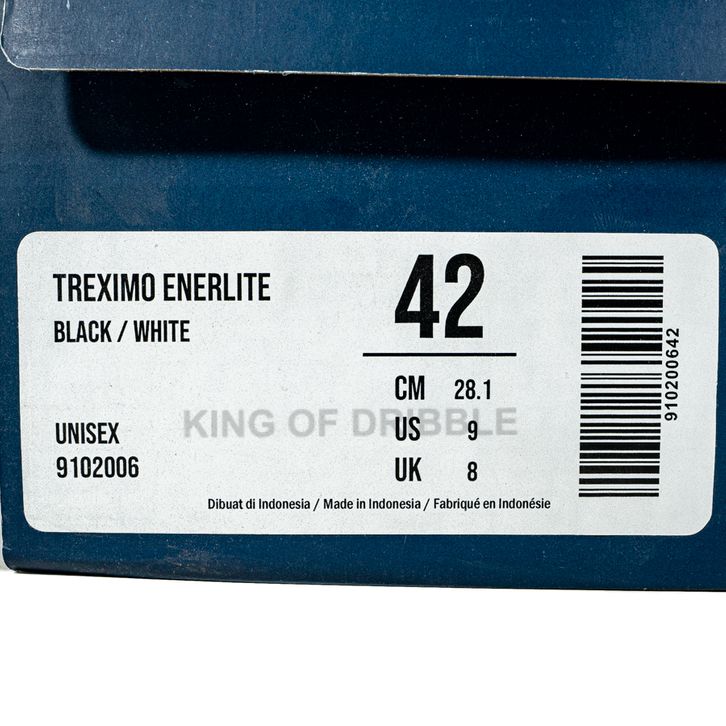 TREXIMO ENERLITE
BLACK / WHITE
42
CM 28.1
US 9
UK 8
UNISEX
9102006
KING OF DRIBBLE
Dibuat di Indonesia / Made in Indonesia / Fabriqué en Indonésie
910200642